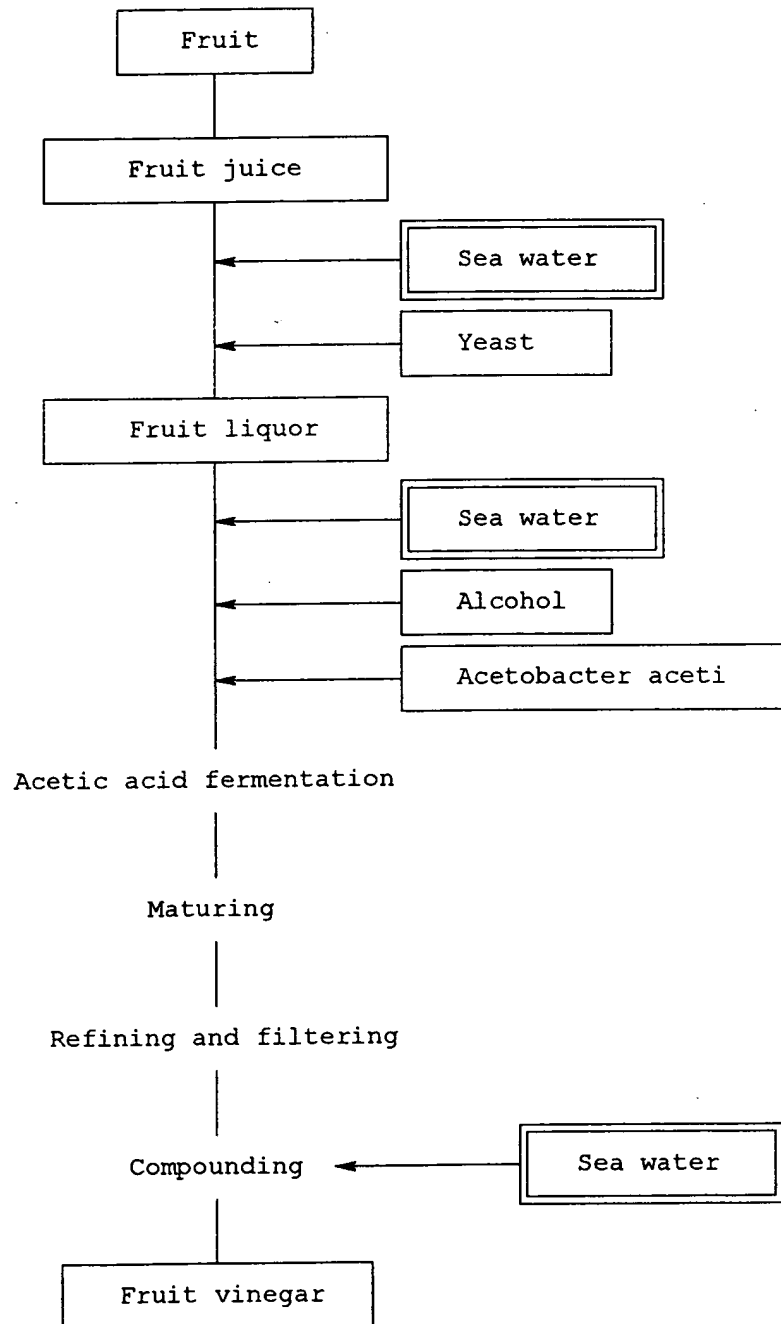 Fruit
Fruit juice
Sea water
Yeast
Fruit liquor
Sea water
Alcohol
Acetobacter aceti
Acetic acid fermentation
Maturing
Refining and filtering
Compounding
Sea water
Fruit vinegar